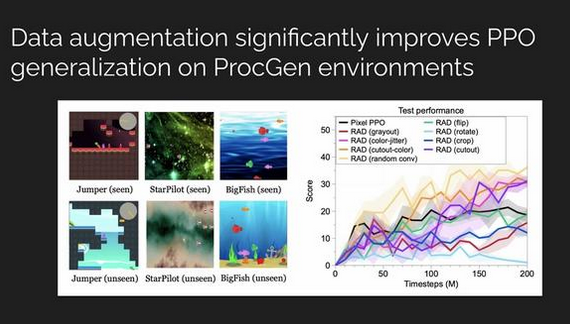 Data augmentation significantly improves PPO
generalization on ProcGen environments
Jumper (seen)
StarPilot (seen)
BigFish (seen)
Jumper (unseen)
StarPilot (unseen)
BigFish (unseen)
Test performance
Pixel PPO
RAD (grayout)
RAD (color-jitter)
RAD (cutout-color)
RAD (random conv)
RAD (flip)
RAD (rotate)
RAD (crop)
RAD (cutout)
Score
50
40
30
20
10
0
0
50
100
150
200
Timesteps (M)